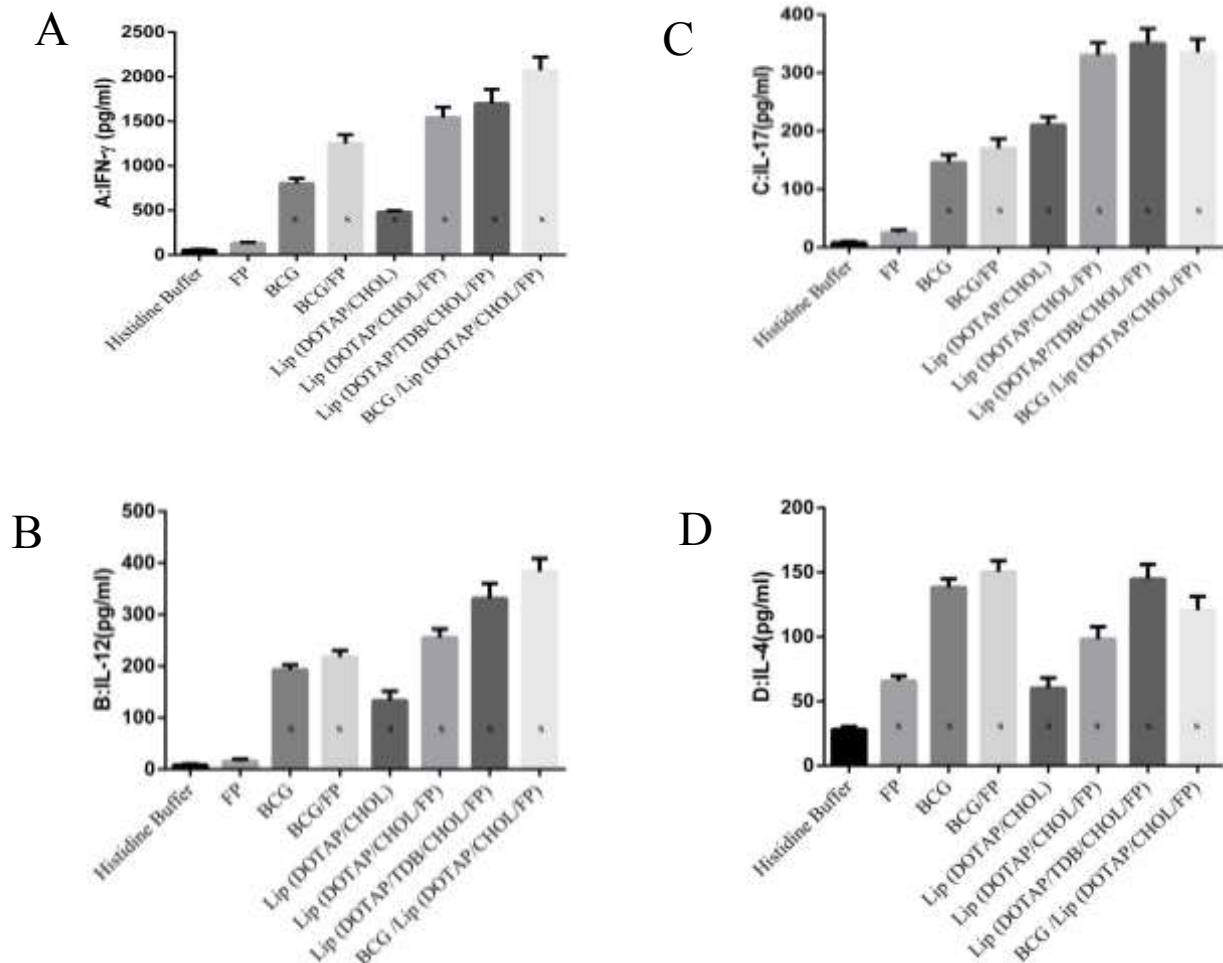 A
A:IFN-γ (pg/ml)
2500
2000
1500
1000
500
0
Histidine Buffer
FP
BCG
BCG/FP
Lip (DOTAP/CHOL)
Lip (DOTAP/CHOL/FP)
Lip (DOTAP/TDB/CHOL/FP)
BCG /Lip (DOTAP/CHOL/FP)
C
C:IL-17(pg/ml)
400
300
200
100
0
Histidine Buffer
FP
BCG
BCG/FP
Lip (DOTAP/CHOL)
Lip (DOTAP/CHOL/FP)
Lip (DOTAP/TDB/CHOL/FP)
BCG /Lip (DOTAP/CHOL/FP)
B
B:IL-12(pg/ml)
500
400
300
200
100
0
Histidine Buffer
FP
BCG
BCG/FP
Lip (DOTAP/CHOL)
Lip (DOTAP/CHOL/FP)
Lip (DOTAP/TDB/CHOL/FP)
BCG /Lip (DOTAP/CHOL/FP)
D
D:IL-4(pg/ml)
200
150
100
50
0
Histidine Buffer
FP
BCG
BCG/FP
Lip (DOTAP/CHOL)
Lip (DOTAP/CHOL/FP)
Lip (DOTAP/TDB/CHOL/FP)
BCG /Lip (DOTAP/CHOL/FP)